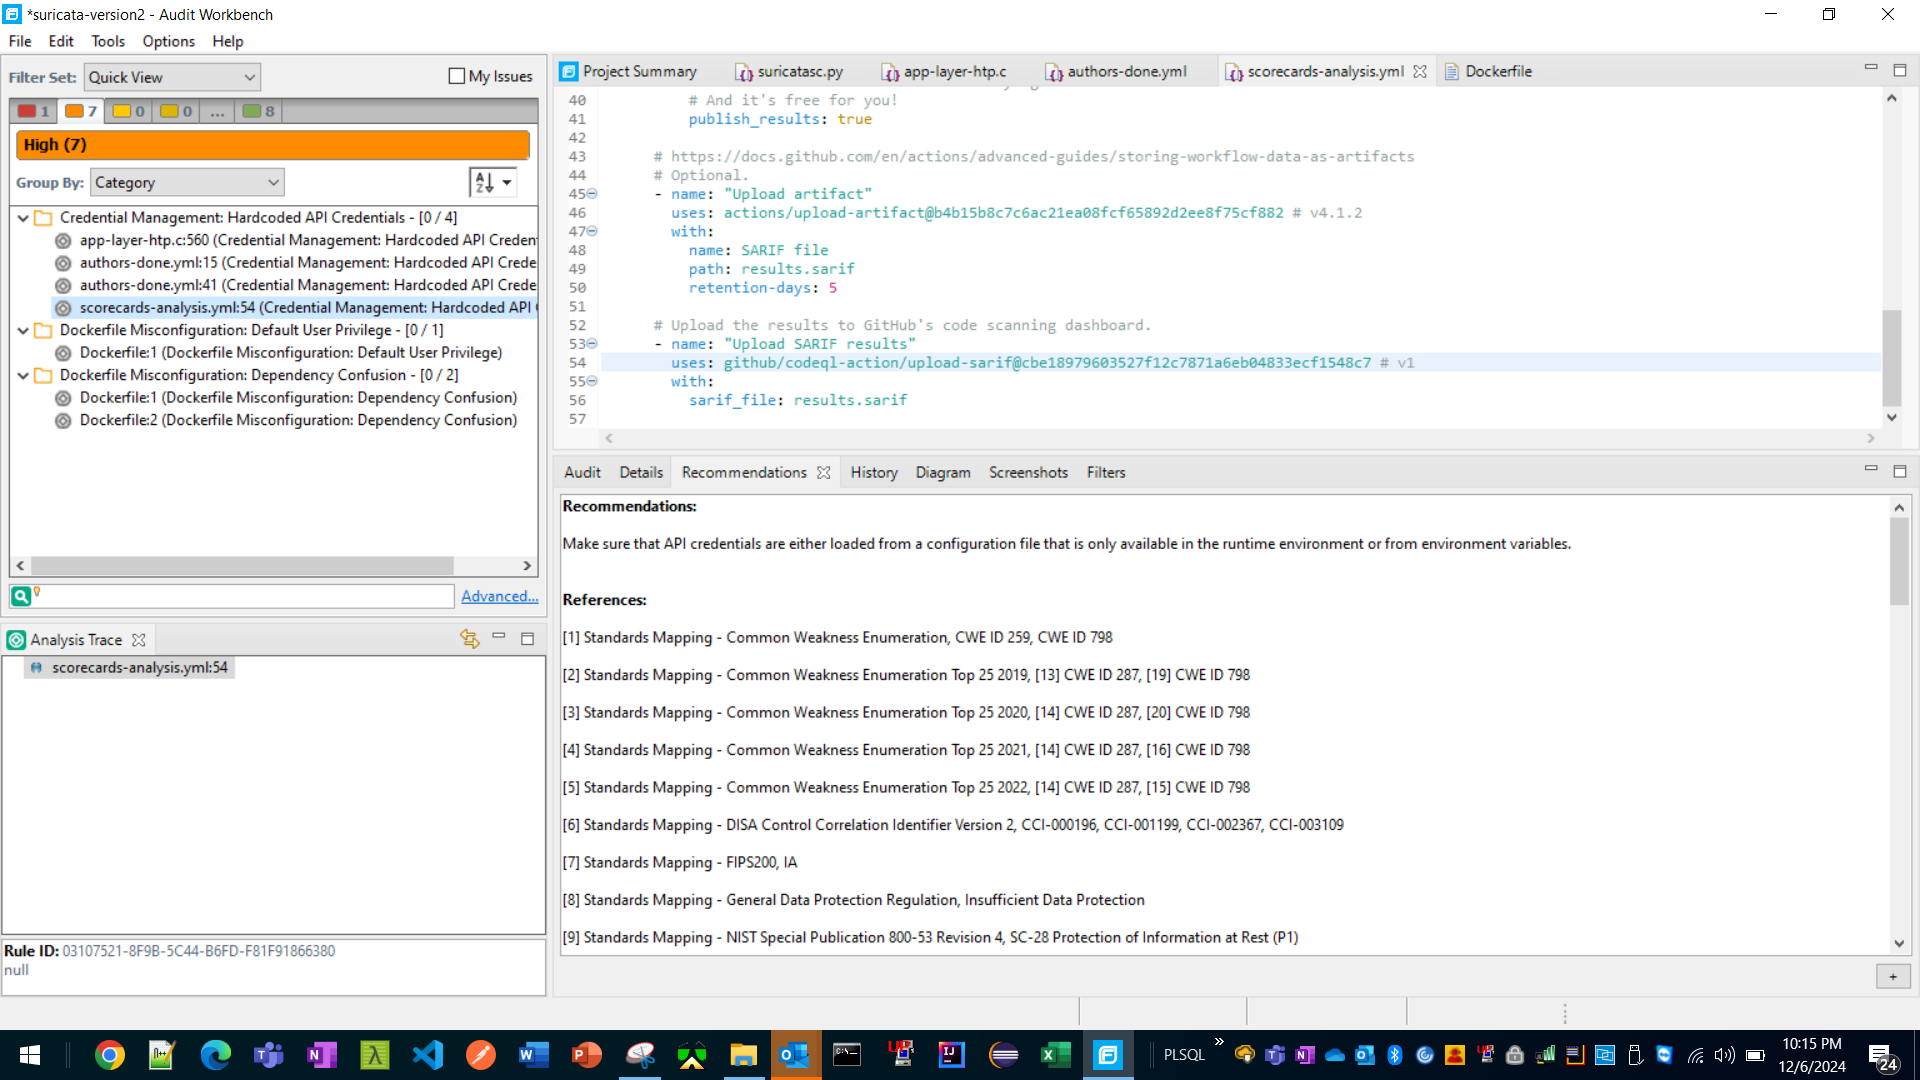 *suricata-version2 - Audit Workbench
File Edit Tools Options Help
Filter Set: Quick View My Issues
1 7 0 0 ... 8
High (7)
Group By: Category
Credential Management: Hardcoded API Credentials - [0 / 4]
app-layer-htp.c:560 (Credential Management: Hardcoded API Creden
authors-done.yml:15 (Credential Management: Hardcoded API Crede
authors-done.yml:41 (Credential Management: Hardcoded API Crede
scorecards-analysis.yml:54 (Credential Management: Hardcoded API
Dockerfile Misconfiguration: Default User Privilege - [0 / 1]
Dockerfile:1 (Dockerfile Misconfiguration: Default User Privilege)
Dockerfile Misconfiguration: Dependency Confusion - [0 / 2]
Dockerfile:1 (Dockerfile Misconfiguration: Dependency Confusion)
Dockerfile:2 (Dockerfile Misconfiguration: Dependency Confusion)
Advanced...
Analysis Trace
scorecards-analysis.yml:54
Rule ID: 03107521-8F9B-5C44-B6FD-F81F91866380
null
Project Summary suricatasc.py app-layer-htp.c authors-done.yml scorecards-analysis.yml Dockerfile
40 # And it's free for you!
41 publish_results: true
42
43 # https://docs.github.com/en/actions/advanced-guides/storing-workflow-data-as-artifacts
44 # Optional.
45 - name: "Upload artifact"
46 uses: actions/upload-artifact@b4b15b8c7c6ac21ea08fcf65892d2ee8f75cf882 # v4.1.2
47 with:
48 name: SARIF file
49 path: results.sarif
50 retention-days: 5
51
52 # Upload the results to GitHub's code scanning dashboard.
53 - name: "Upload SARIF results"
54 uses: github/codeql-action/upload-sarif@cbe18979603527f12c7871a6eb04833ecf1548c7 # v1
55 with:
56 sarif_file: results.sarif
57
Audit Details Recommendations History Diagram Screenshots Filters
Recommendations:
Make sure that API credentials are either loaded from a configuration file that is only available in the runtime environment or from environment variables.
References:
[1] Standards Mapping - Common Weakness Enumeration, CWE ID 259, CWE ID 798
[2] Standards Mapping - Common Weakness Enumeration Top 25 2019, [13] CWE ID 287, [19] CWE ID 798
[3] Standards Mapping - Common Weakness Enumeration Top 25 2020, [14] CWE ID 287, [20] CWE ID 798
[4] Standards Mapping - Common Weakness Enumeration Top 25 2021, [14] CWE ID 287, [16] CWE ID 798
[5] Standards Mapping - Common Weakness Enumeration Top 25 2022, [14] CWE ID 287, [15] CWE ID 798
[6] Standards Mapping - DISA Control Correlation Identifier Version 2, CCI-000196, CCI-001199, CCI-002367, CCI-003109
[7] Standards Mapping - FIPS200, IA
[8] Standards Mapping - General Data Protection Regulation, Insufficient Data Protection
[9] Standards Mapping - NIST Special Publication 800-53 Revision 4, SC-28 Protection of Information at Rest (P1)
+
PLSQL
10:15 PM
12/6/2024
24